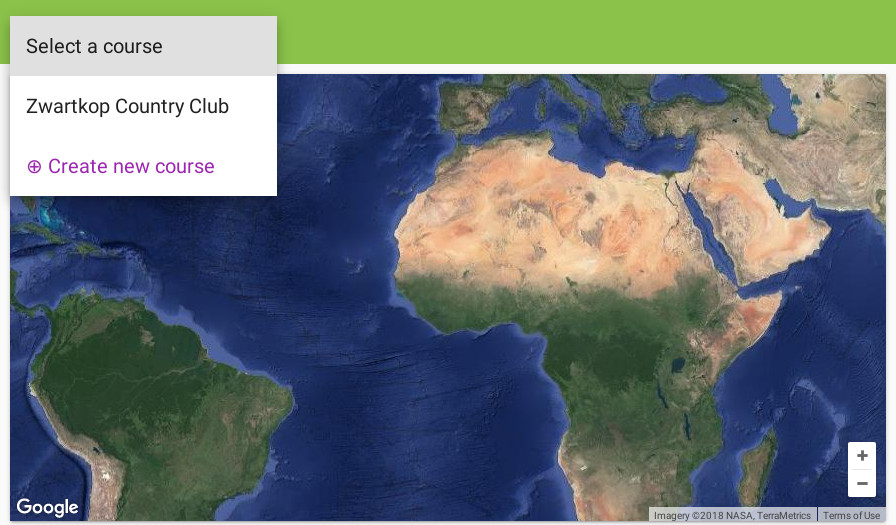 Select a course
Zwartkop Country Club
⊕ Create new course
+
−
Google
Imagery ©2018 NASA, TerraMetrics
Terms of Use